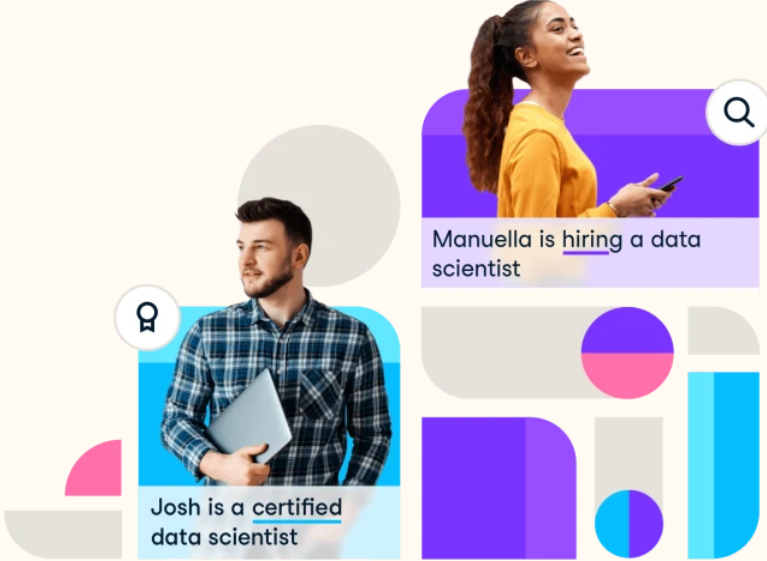 Manuella is hiring a data
scientist
Josh is a certified
data scientist